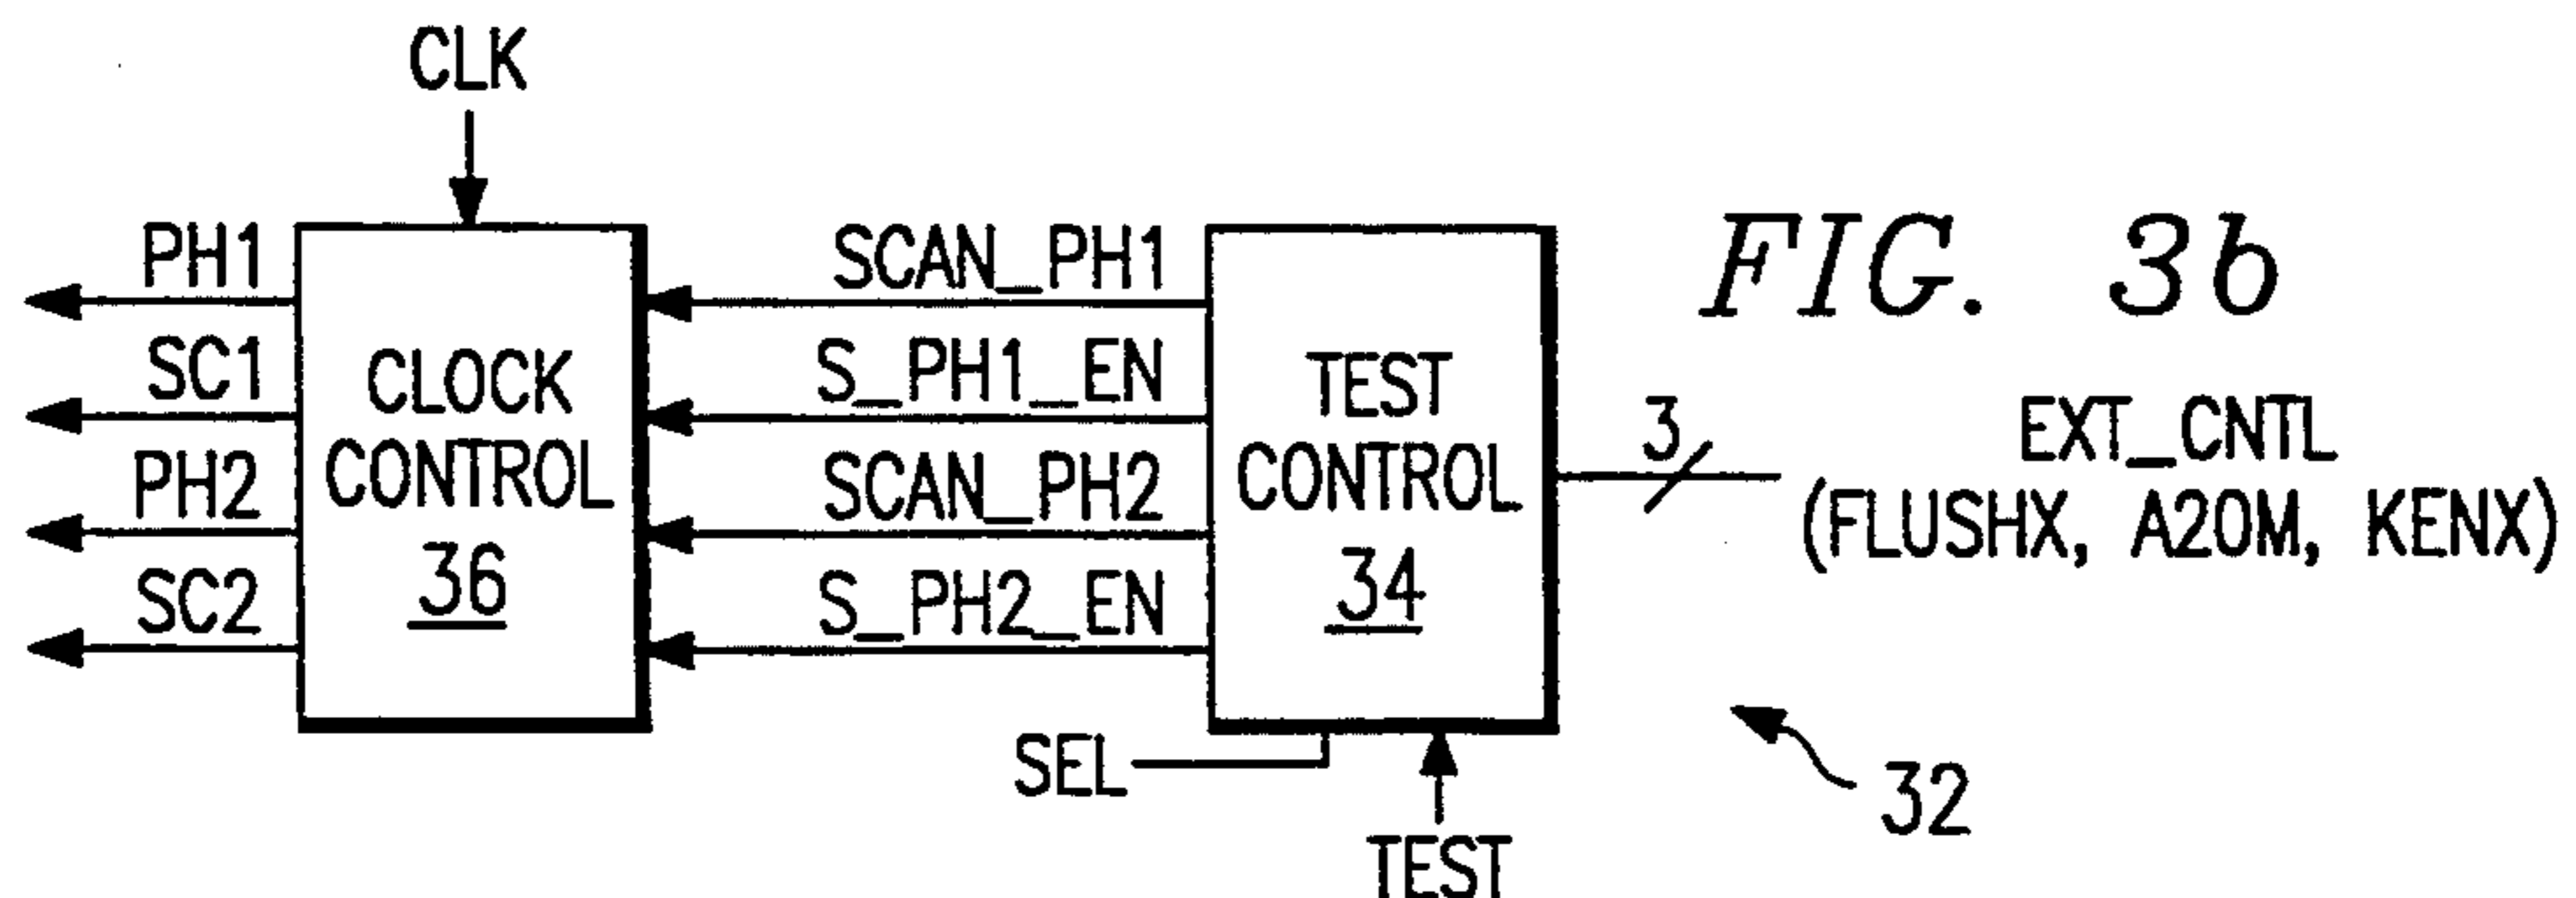 CLK
PH1
SC1
PH2
SC2
CLOCK
CONTROL
36
SCAN_PH1
S_PH1_EN
SCAN_PH2
S_PH2_EN
TEST
CONTROL
34
SEL
TEST
FIG. 3b
3
EXT_CNTL
(FLUSHX, A20M, KENX)
32